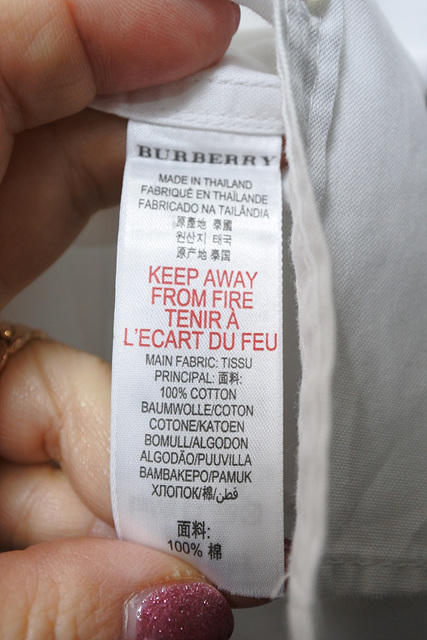 BURBERRY
MADE IN THAILAND
FABRIQUÉ EN THAÏLANDE
FABRICADO NA TAILÂNDIA
原產地 泰國
원산지 태국
原产地 泰国
KEEP AWAY
FROM FIRE
TENIR À
L'ECART DU FEU
MAIN FABRIC: TISSU
PRINCIPAL: 面料:
100% COTTON
BAUMWOLLE/COTON
COTONE/KATOEN
BOMULL/ALGODON
ALGODÃO/PUUVILLA
BAMBAKEPO/PAMUK
ХЛОПОК/棉/قطن
面料:
100% 棉